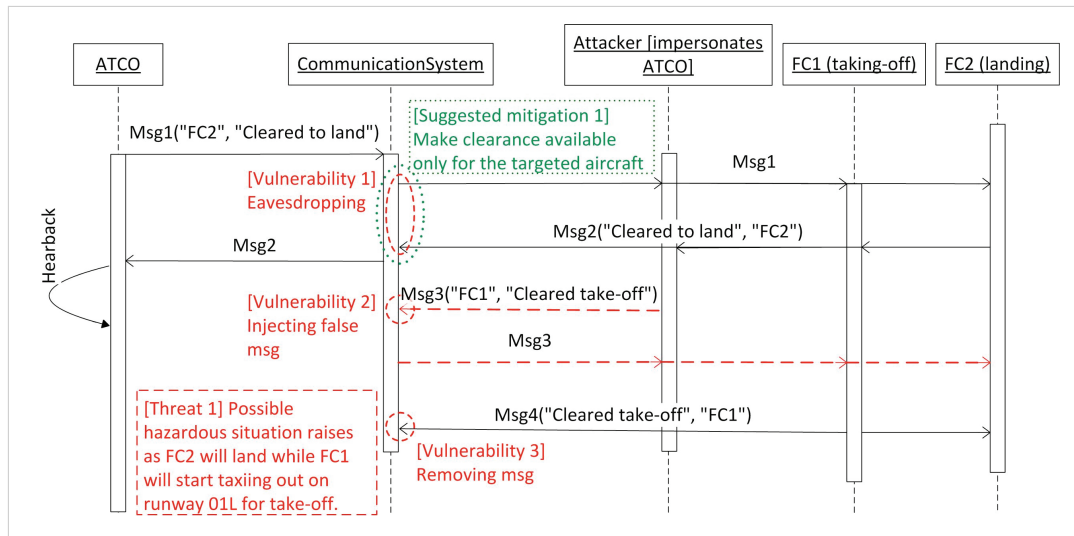 ATCO
CommunicationSystem
Attacker [impersonates
ATCO]
FC1 (taking-off)
FC2 (landing)
[Suggested mitigation 1]
Make clearance available
only for the targeted aircraft
Msg1("FC2", "Cleared to land")
Msg1
[Vulnerability 1]
Eavesdropping
Msg2("Cleared to land", "FC2")
Msg2
Hearback
Msg3("FC1", "Cleared take-off")
[Vulnerability 2]
Injecting false
msg
Msg3
[Threat 1] Possible
hazardous situation raises
as FC2 will land while FC1
will start taxiing out on
runway 01L for take-off.
Msg4("Cleared take-off", "FC1")
[Vulnerability 3]
Removing msg